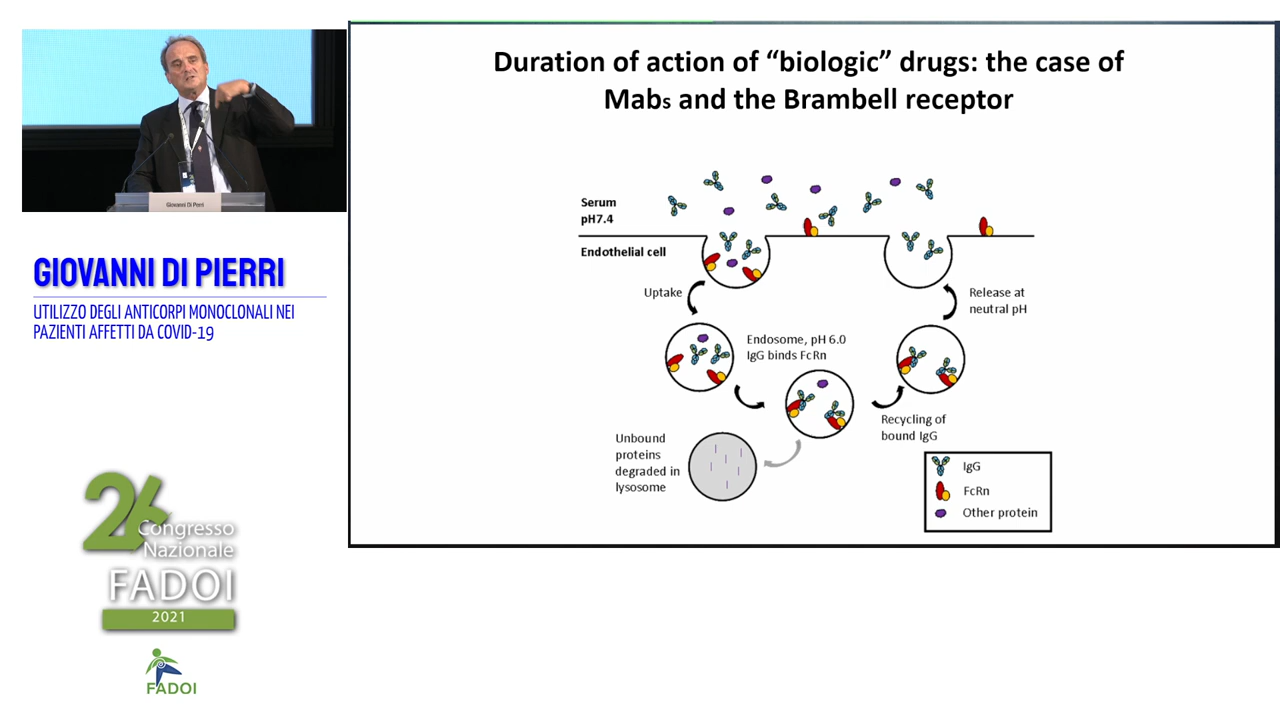 Duration of action of “biologic” drugs: the case of
Mabs and the Brambell receptor
Serum
pH7.4
Endothelial cell
Uptake
Release at
neutral pH
Endosome, pH 6.0
IgG binds FcRn
Recycling of
bound IgG
Unbound
proteins
degraded in
lysosome
IgG
FcRn
Other protein
Giovanni Di Perri
GIOVANNI DI PIERRI
UTILIZZO DEGLI ANTICORPI MONOCLONALI NEI
PAZIENTI AFFETTI DA COVID-19
26
Congresso
Nazionale
FADOI
2021
FADOI